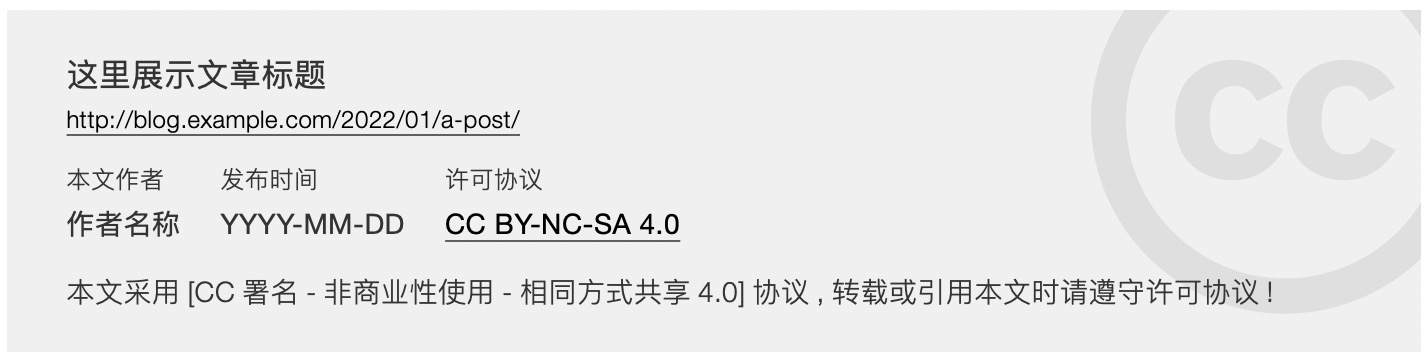 这里展示文章标题
http://blog.example.com/2022/01/a-post/
本文作者 发布时间 许可协议
作者名称 YYYY-MM-DD CC BY-NC-SA 4.0
本文采用 [CC 署名 - 非商业性使用 - 相同方式共享 4.0] 协议 , 转载或引用本文时请遵守许可协议 !
CC